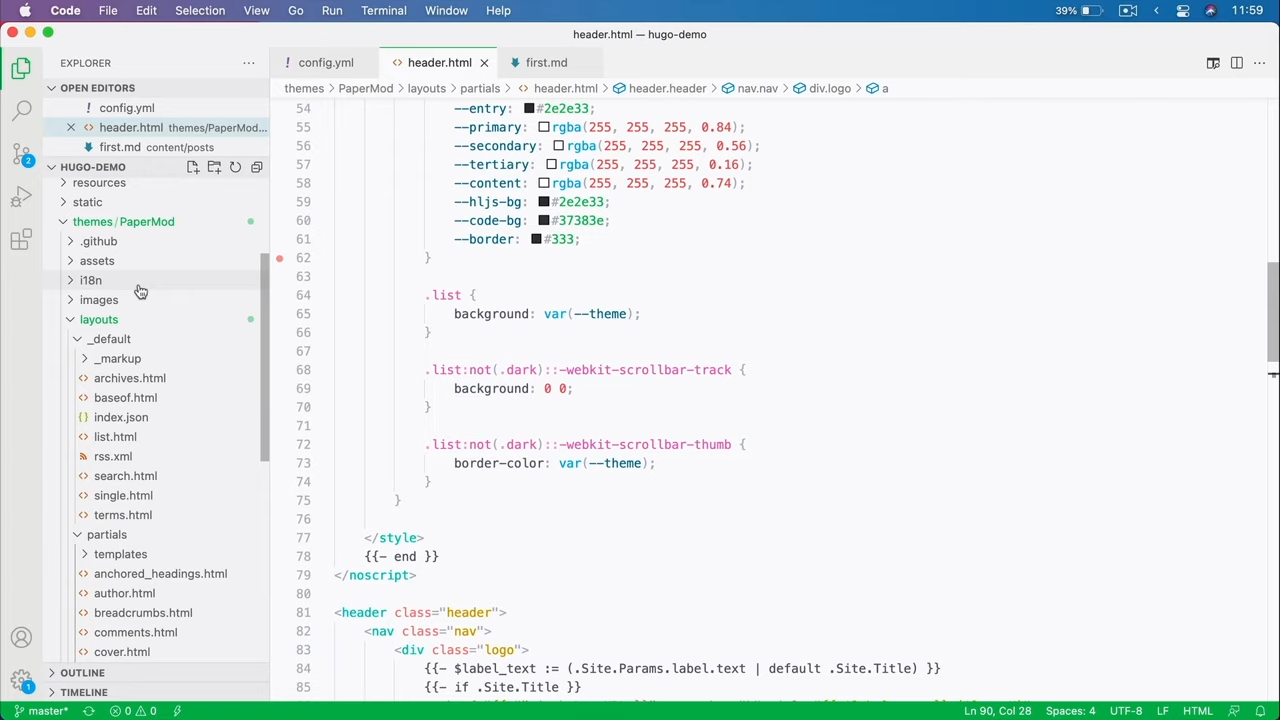 Code File Edit Selection View Go Run Terminal Window Help 39% 11:59
header.html — hugo-demo
EXPLORER
OPEN EDITORS
config.yml
header.html themes/PaperMod...
first.md content/posts
HUGO-DEMO
resources
static
themes/PaperMod
.github
assets
i18n
images
layouts
_default
_markup
archives.html
baseof.html
index.json
list.html
rss.xml
search.html
single.html
terms.html
partials
templates
anchored_headings.html
author.html
breadcrumbs.html
comments.html
cover.html
OUTLINE
TIMELINE
2
1
config.yml header.html first.md
themes > PaperMod > layouts > partials > header.html > header.header > nav.nav > div.logo > a
54 --entry: #2e2e33;
55 --primary: rgba(255, 255, 255, 0.84);
56 --secondary: rgba(255, 255, 255, 0.56);
57 --tertiary: rgba(255, 255, 255, 0.16);
58 --content: rgba(255, 255, 255, 0.74);
59 --hljs-bg: #2e2e33;
60 --code-bg: #37383e;
61 --border: #333;
62 }
63
64 .list {
65 background: var(--theme);
66 }
67
68 .list:not(.dark)::-webkit-scrollbar-track {
69 background: 0 0;
70 }
71
72 .list:not(.dark)::-webkit-scrollbar-thumb {
73 border-color: var(--theme);
74 }
75 }
76
77 </style>
78 {{- end }}
79 </noscript>
80
81 <header class="header">
82 <nav class="nav">
83 <div class="logo">
84 {{- $label_text := (.Site.Params.label.text | default .Site.Title) }}
85 {{- if .Site.Title }}
master* 0 0 Ln 90, Col 28 Spaces: 4 UTF-8 LF HTML